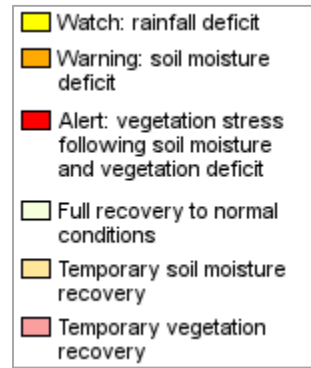 Watch: rainfall deficit
Warning: soil moisture
deficit
Alert: vegetation stress
following soil moisture
and vegetation deficit
Full recovery to normal
conditions
Temporary soil moisture
recovery
Temporary vegetation
recovery